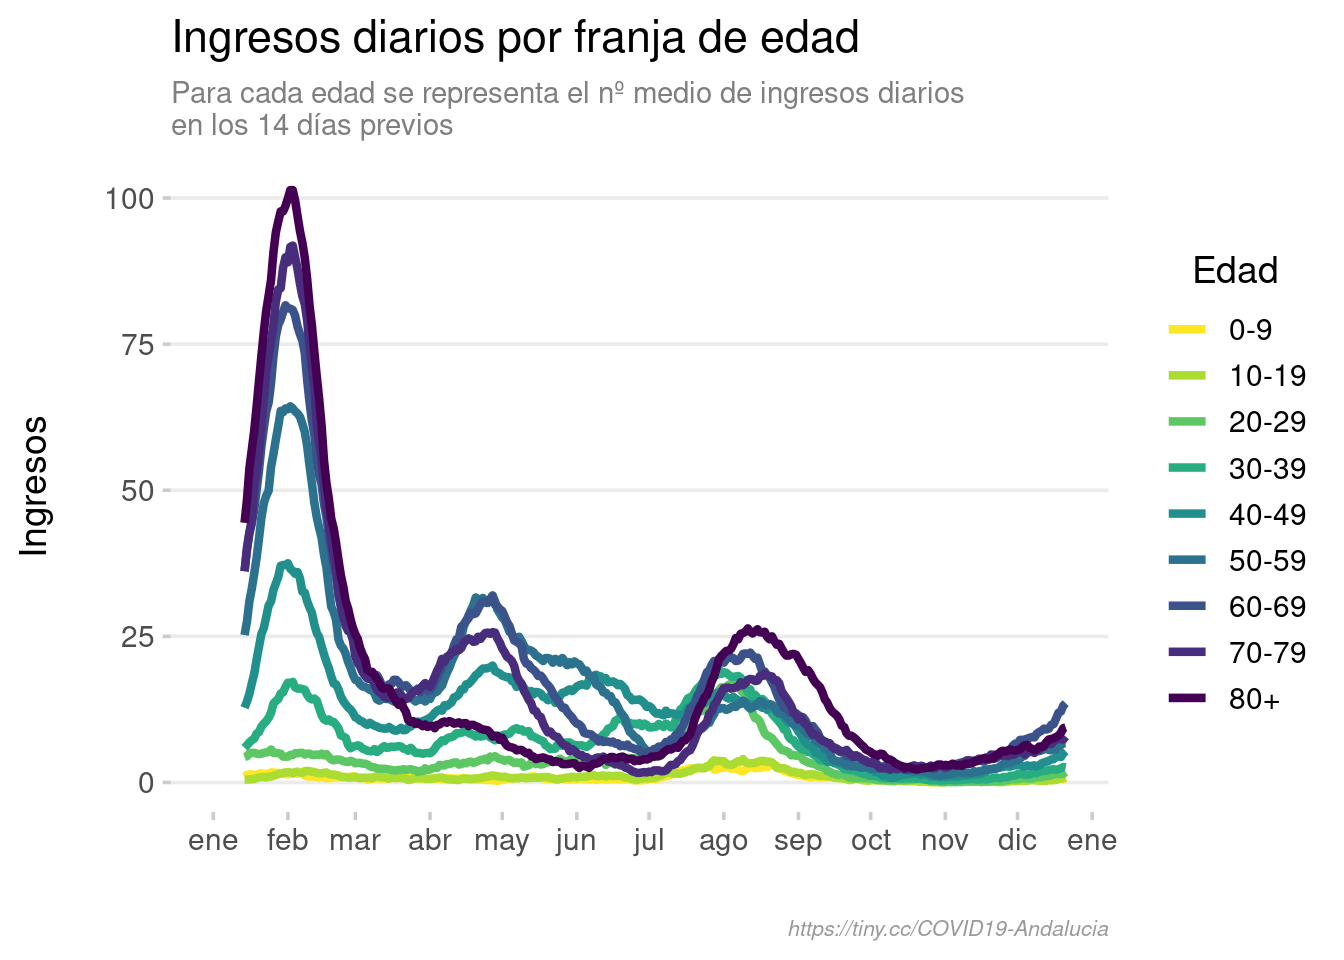 Ingresos diarios por franja de edad
Para cada edad se representa el nº medio de ingresos diarios
en los 14 días previos
Ingresos
100
75
50
25
0
ene feb mar abr may jun jul ago sep oct nov dic ene
Edad
0-9
10-19
20-29
30-39
40-49
50-59
60-69
70-79
80+
https://tiny.cc/COVID19-Andalucia